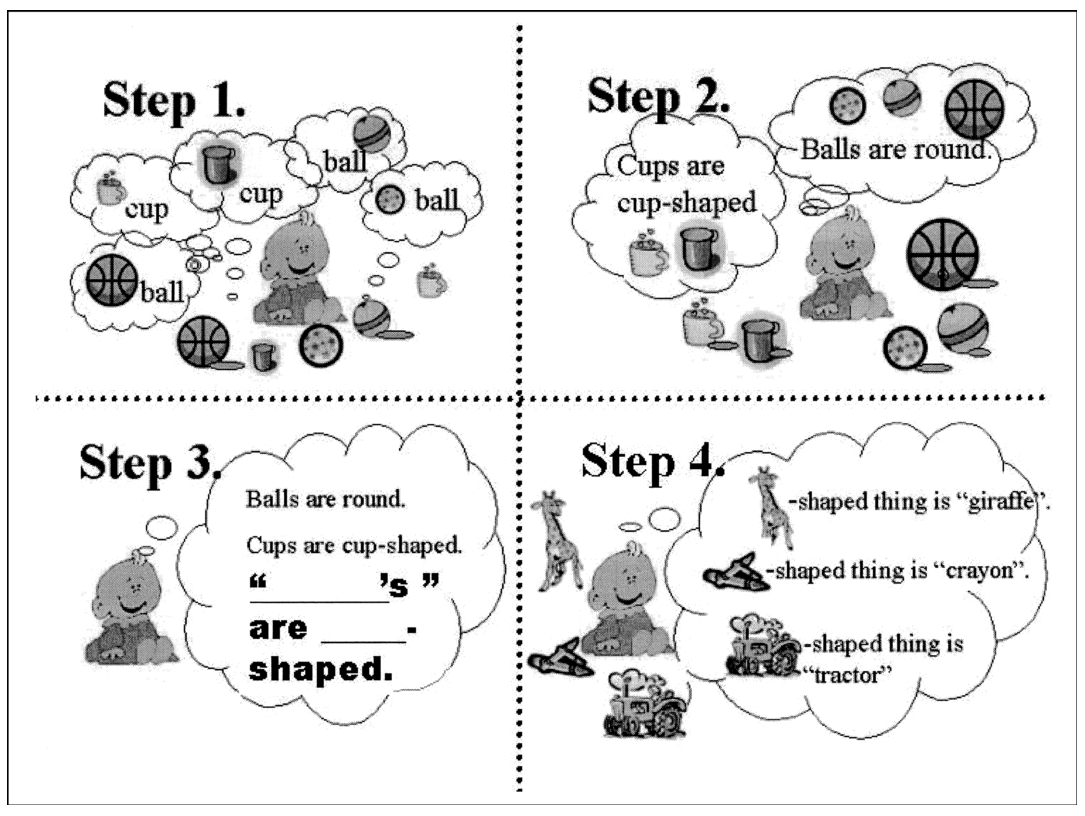 Step 1.
cup
cup
ball
ball
ball
Step 2.
Cups are
cup-shaped
Balls are round.
Step 3.
Balls are round.
Cups are cup-shaped.
“ ________’s ”
are _____-
shaped.
Step 4.
-shaped thing is “giraffe”.
-shaped thing is “crayon”.
-shaped thing is
“tractor”